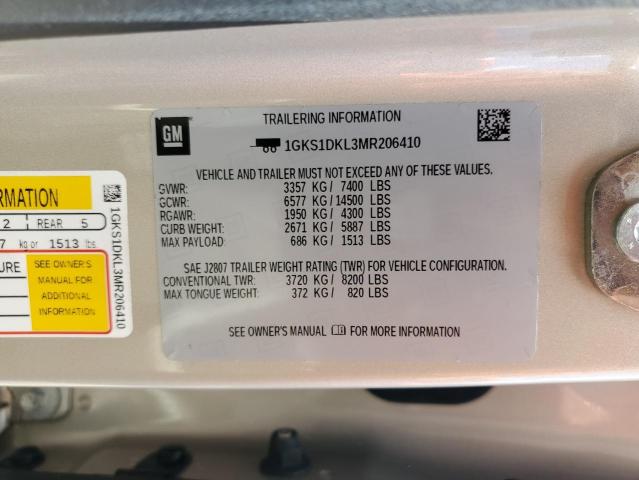 GM
TRAILERING INFORMATION
1GKS1DKL3MR206410
VEHICLE AND TRAILER MUST NOT EXCEED ANY OF THESE VALUES.
GVWR: 3357 KG / 7400 LBS
GCWR: 6577 KG / 14500 LBS
RGAWR: 1950 KG / 4300 LBS
CURB WEIGHT: 2671 KG / 5887 LBS
MAX PAYLOAD: 686 KG / 1513 LBS
SAE J2807 TRAILER WEIGHT RATING (TWR) FOR VEHICLE CONFIGURATION.
CONVENTIONAL TWR: 3720 KG / 8200 LBS
MAX TONGUE WEIGHT: 372 KG / 820 LBS
SEE OWNER'S MANUAL FOR MORE INFORMATION
RMATION
2 REAR 5
7 kg or 1513 lbs
URE SEE OWNER'S
MANUAL FOR
ADDITIONAL
INFORMATION
1GKS1DKL3MR206410